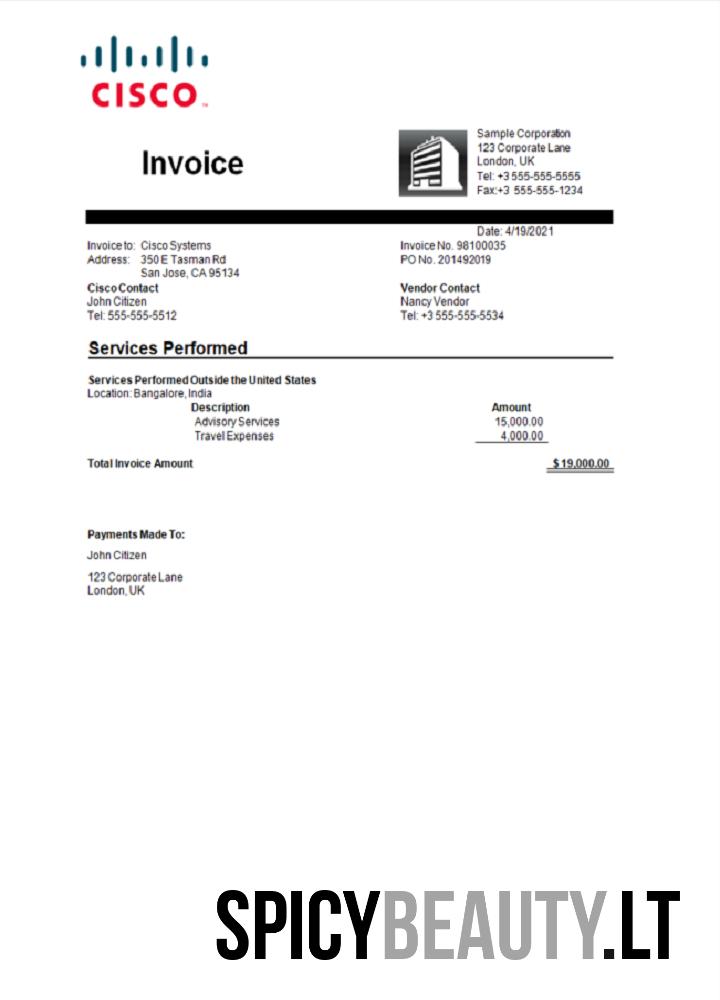 CISCO™
Invoice
Sample Corporation
123 Corporate Lane
London, UK
Tel: +3 555-555-5555
Fax:+3 555-555-1234
Date: 4/19/2021
Invoice to: Cisco Systems
Invoice No. 98100035
Address: 350 E Tasman Rd
PO No. 201492019
San Jose, CA 95134
Cisco Contact
Vendor Contact
John Citizen
Nancy Vendor
Tel: 555-555-5512
Tel: +3 555-555-5534
Services Performed
Services Performed Outside the United States
Location: Bangalore, India
Description Amount
Advisory Services 15,000.00
Travel Expenses 4,000.00
Total Invoice Amount $19,000.00
Payments Made To:
John Citizen
123 Corporate Lane
London, UK
SPICYBEAUTY.LT